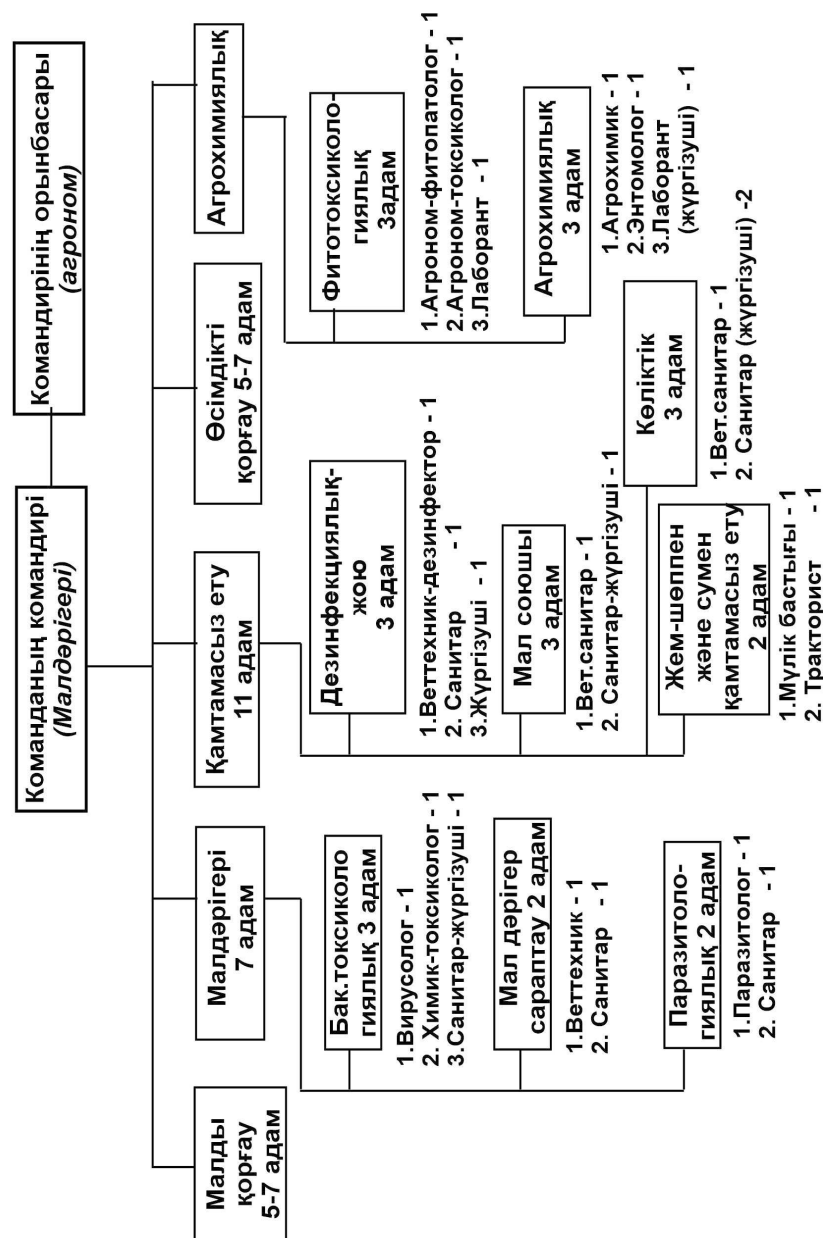 Команданың командирі
(Малдәрігері)
Командирінің орынбасары
(агроном)
Малды
қорғау
5-7 адам
Малдәрігері
7 адам
Қамтамасыз ету
11 адам
Өсімдікті
қорғау 5-7 адам
Агрохимиялық
Бак.токсиколо
гиялық 3 адам
1.Вирусолог - 1
2. Химик-токсиколог - 1
3.Санитар-жүргізуші - 1
Мал дәрігер
сараптау 2 адам
1.Веттехник - 1
2. Санитар - 1
Паразитоло-
гиялық 2 адам
1.Паразитолог - 1
2. Санитар - 1
Дезинфекциялық-
жою
3 адам
1.Веттехник-дезинфектор - 1
2. Санитар - 1
3.Жүргізуші - 1
Мал союшы
3 адам
1.Вет.санитар - 1
2. Санитар-жүргізуші - 1
Көліктік
3 адам
1.Вет.санитар - 1
2. Санитар (жүргізуші) -2
Жем-шөппен
және сумен
қамтамасыз ету
2 адам
1.Мүлік бастығы - 1
2. Тракторист - 1
Фитотоксиколо-
гиялық
3адам
1.Агроном-фитопатолог - 1
2.Агроном-токсиколог - 1
3.Лаборант - 1
Агрохимиялық
3 адам
1.Агрохимик - 1
2.Энтомолог - 1
3.Лаборант
(жүргізуші) - 1